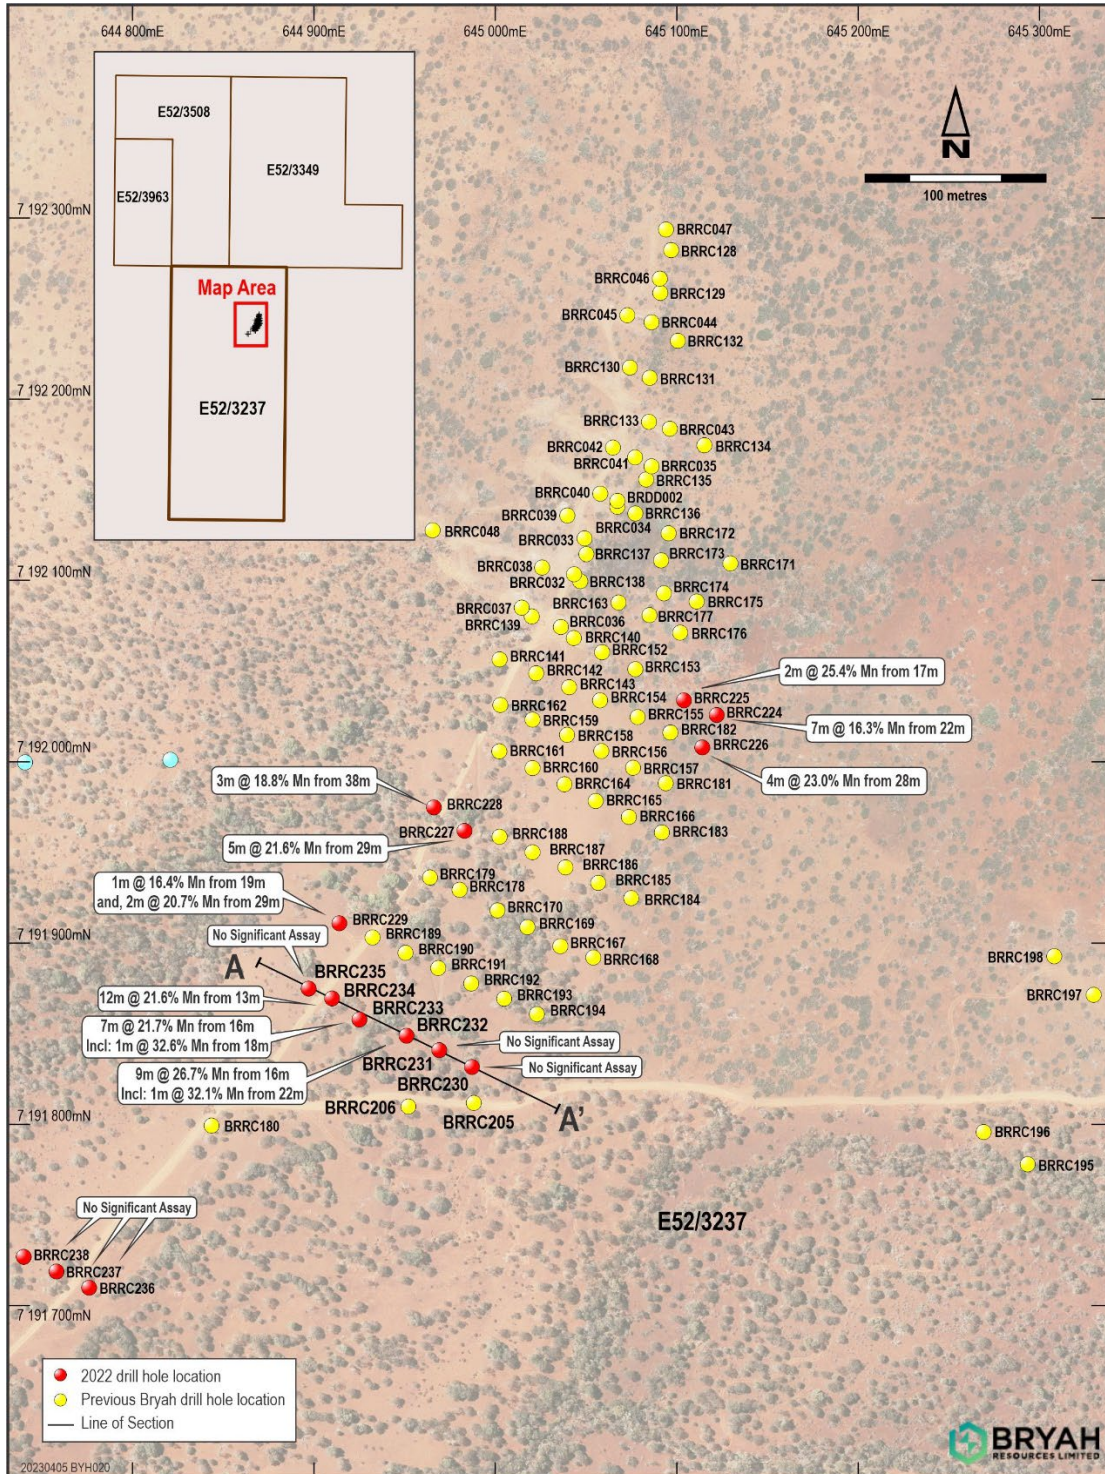 644 800mE
644 900mE
645 000mE
645 100mE
645 200mE
645 300mE
E52/3508
E52/3349
E52/3963
Map Area
E52/3237
N
100 metres
7 192 300mN
BRRC047
BRRC128
BRRC046
BRRC129
BRRC045
BRRC044
BRRC132
BRRC130
BRRC131
7 192 200mN
BRRC133
BRRC043
BRRC042
BRRC134
BRRC041
BRRC035
BRRC135
BRRC040
BRDD002
BRRC039
BRRC136
BRRC048
BRRC034
BRRC172
BRRC033
BRRC137
BRRC173
BRRC171
BRRC038
7 192 100mN
BRRC032
BRRC138
BRRC174
BRRC163
BRRC175
BRRC037
BRRC177
BRRC139
BRRC036
BRRC176
BRRC140
BRRC152
BRRC141
BRRC153
BRRC142
2m @ 25.4% Mn from 17m
BRRC143
BRRC154
BRRC225
BRRC162
BRRC155
BRRC224
BRRC159
7m @ 16.3% Mn from 22m
BRRC158
BRRC182
7 192 000mN
BRRC161
BRRC156
BRRC226
BRRC160
BRRC157
3m @ 18.8% Mn from 38m
BRRC164
BRRC181
4m @ 23.0% Mn from 28m
BRRC228
BRRC165
BRRC166
BRRC227
BRRC188
BRRC183
5m @ 21.6% Mn from 29m
BRRC187
BRRC186
1m @ 16.4% Mn from 19m
and, 2m @ 20.7% Mn from 29m
BRRC179
BRRC178
BRRC185
BRRC184
BRRC170
BRRC229
BRRC169
7 191 900mN
No Significant Assay
BRRC189
BRRC190
BRRC167
BRRC168
BRRC198
A
BRRC235
BRRC191
BRRC192
BRRC197
12m @ 21.6% Mn from 13m
BRRC234
BRRC193
BRRC233
BRRC194
7m @ 21.7% Mn from 16m
Incl: 1m @ 32.6% Mn from 18m
BRRC232
No Significant Assay
BRRC231
No Significant Assay
9m @ 26.7% Mn from 16m
Incl: 1m @ 32.1% Mn from 22m
BRRC230
BRRC206
BRRC205
A'
7 191 800mN
BRRC180
BRRC196
BRRC195
No Significant Assay
E52/3237
BRRC238
BRRC237
BRRC236
7 191 700mN
2022 drill hole location
Previous Bryah drill hole location
Line of Section
BRYAH
RESOURCES LIMITED
20230405 BYH020